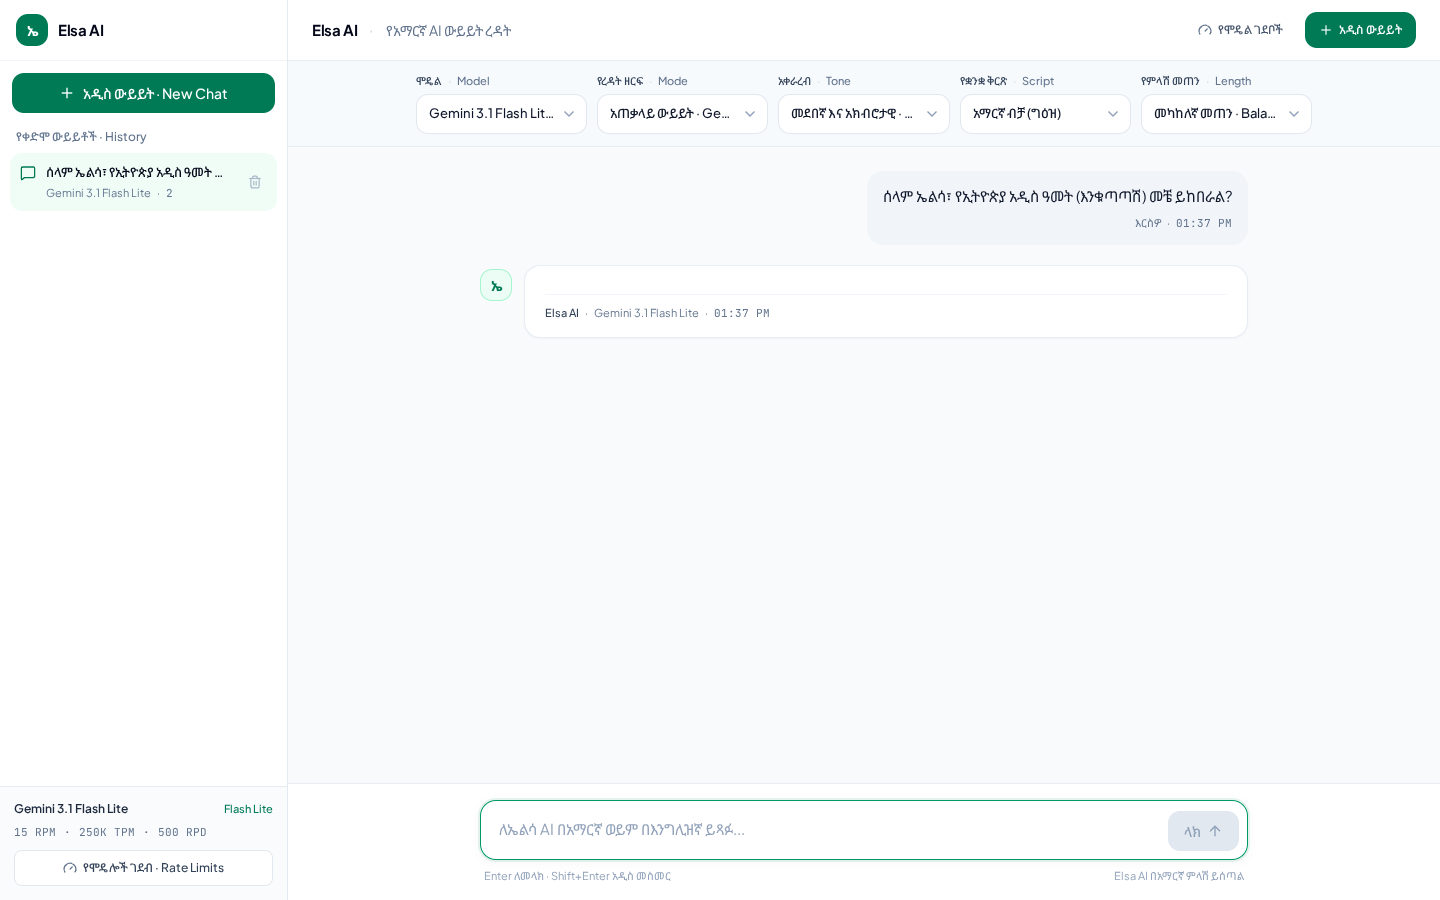 ኤ Elsa AI
አዲስ ውይይት · New Chat
የቀድሞ ውይይቶች · History
ሰላም ኤልሳ፣ የኢትዮጵያ አዲስ ዓመት ...
Gemini 3.1 Flash Lite · 2
Gemini 3.1 Flash Lite Flash Lite
15 RPM · 250K TPM · 500 RPD
የሞዴሎች ገደብ · Rate Limits
Elsa AI · የአማርኛ AI ውይይት ረዳት
የሞዴል ገደቦች
አዲስ ውይይት
ሞዴል · Model
የረዳት ዘርፍ · Mode
አቀራረብ · Tone
የቋንቋ ቅርጽ · Script
የምላሽ መጠን · Length
Gemini 3.1 Flash Lit...
አጠቃላይ ውይይት · Ge...
መደበኛ እና አክብሮታዊ · ...
አማርኛ ብቻ (ግዕዝ)
መካከለኛ መጠን · Bala...
ሰላም ኤልሳ፣ የኢትዮጵያ አዲስ ዓመት (እንቁጣጣሽ) መቼ ይከበራል?
እርስዎ · 01:37 PM
ኤ
Elsa AI · Gemini 3.1 Flash Lite · 01:37 PM
ለኤልሳ AI በአማርኛ ወይም በእንግሊዝኛ ይጻፉ...
ላክ
Enter ለመላክ · Shift+Enter አዲስ መስመር
Elsa AI በአማርኛ ምላሽ ይሰጣል